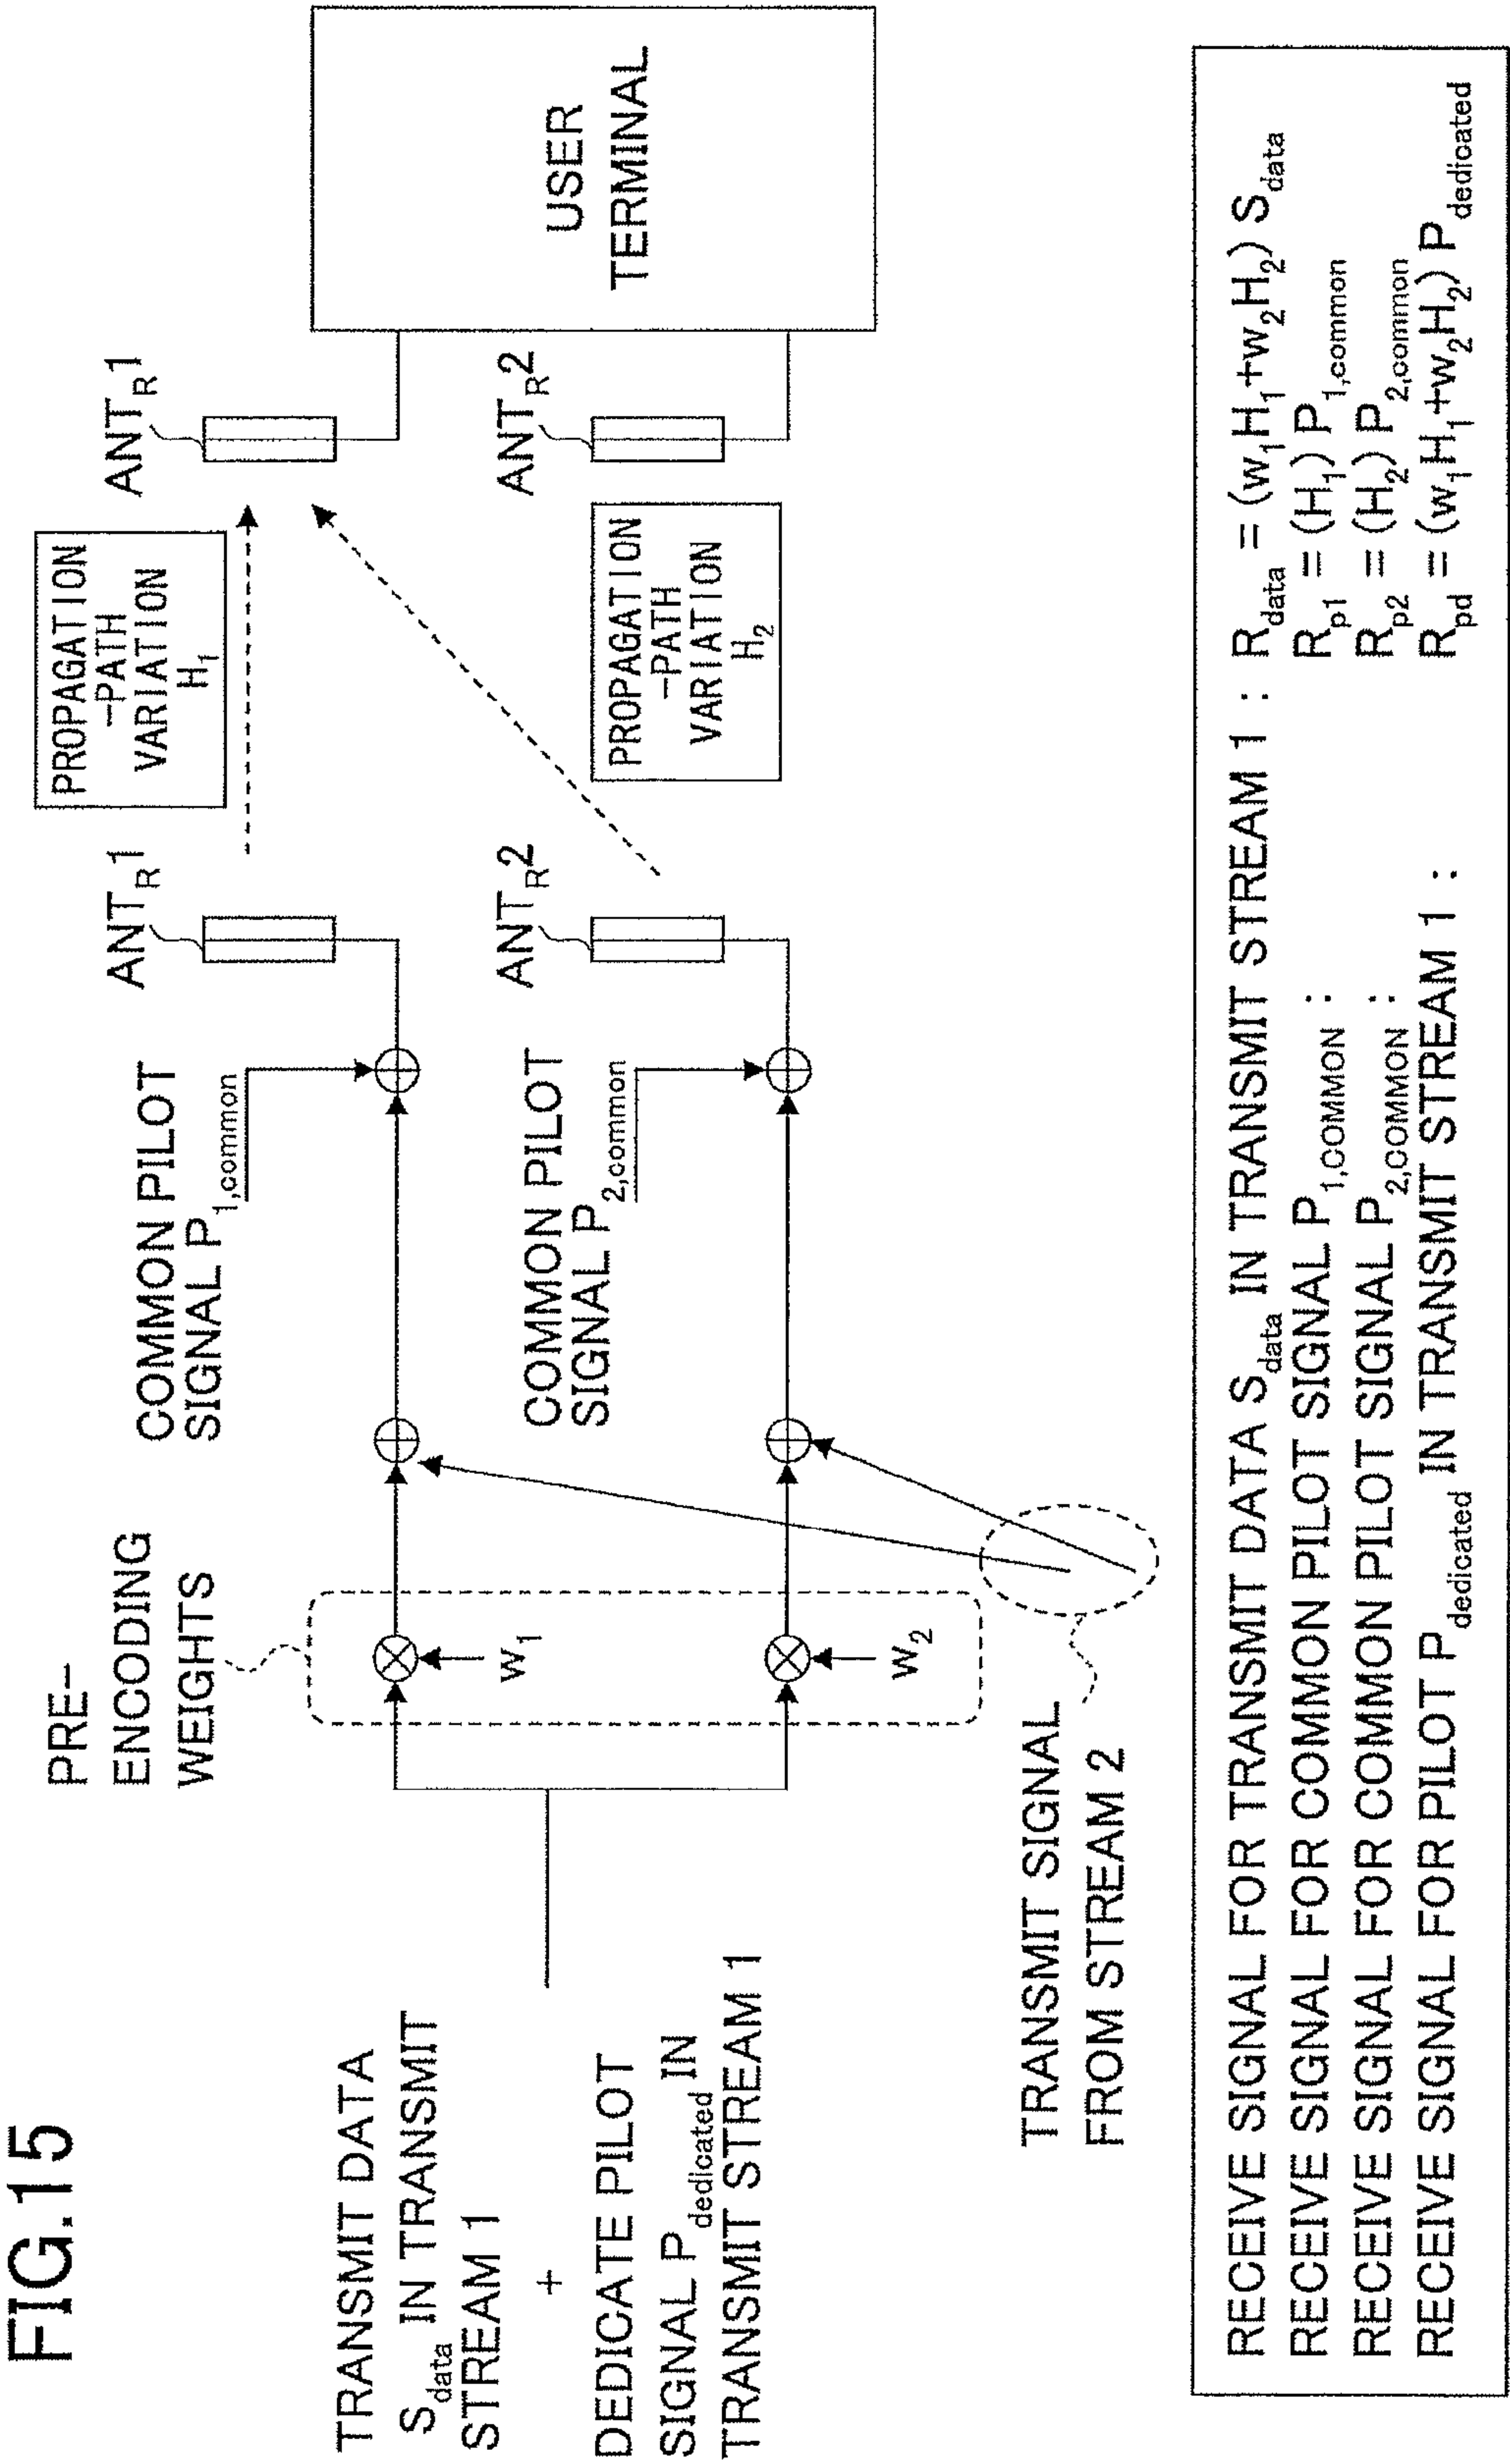 FIG.15
TRANSMIT DATA
S_data IN TRANSMIT
STREAM 1
+
DEDICATE PILOT
SIGNAL P_dedicated IN
TRANSMIT STREAM 1
PRE-
ENCODING
WEIGHTS
w_1
w_2
TRANSMIT SIGNAL
FROM STREAM 2
COMMON PILOT
SIGNAL P_1,common
COMMON PILOT
SIGNAL P_2,common
ANT_R1
ANT_R2
PROPAGATION
-PATH
VARIATION
H_1
PROPAGATION
-PATH
VARIATION
H_2
ANT_R1
ANT_R2
USER
TERMINAL
RECEIVE SIGNAL FOR TRANSMIT DATA S_data IN TRANSMIT STREAM 1 : R_data = (w_1H_1+w_2H_2) S_data
RECEIVE SIGNAL FOR COMMON PILOT SIGNAL P_1,COMMON : R_p1 = (H_1) P_1,common
RECEIVE SIGNAL FOR COMMON PILOT SIGNAL P_2,COMMON : R_p2 = (H_2) P_2,common
RECEIVE SIGNAL FOR PILOT P_dedicated IN TRANSMIT STREAM 1 : R_pd = (w_1H_1+w_2H_2) P_dedicated